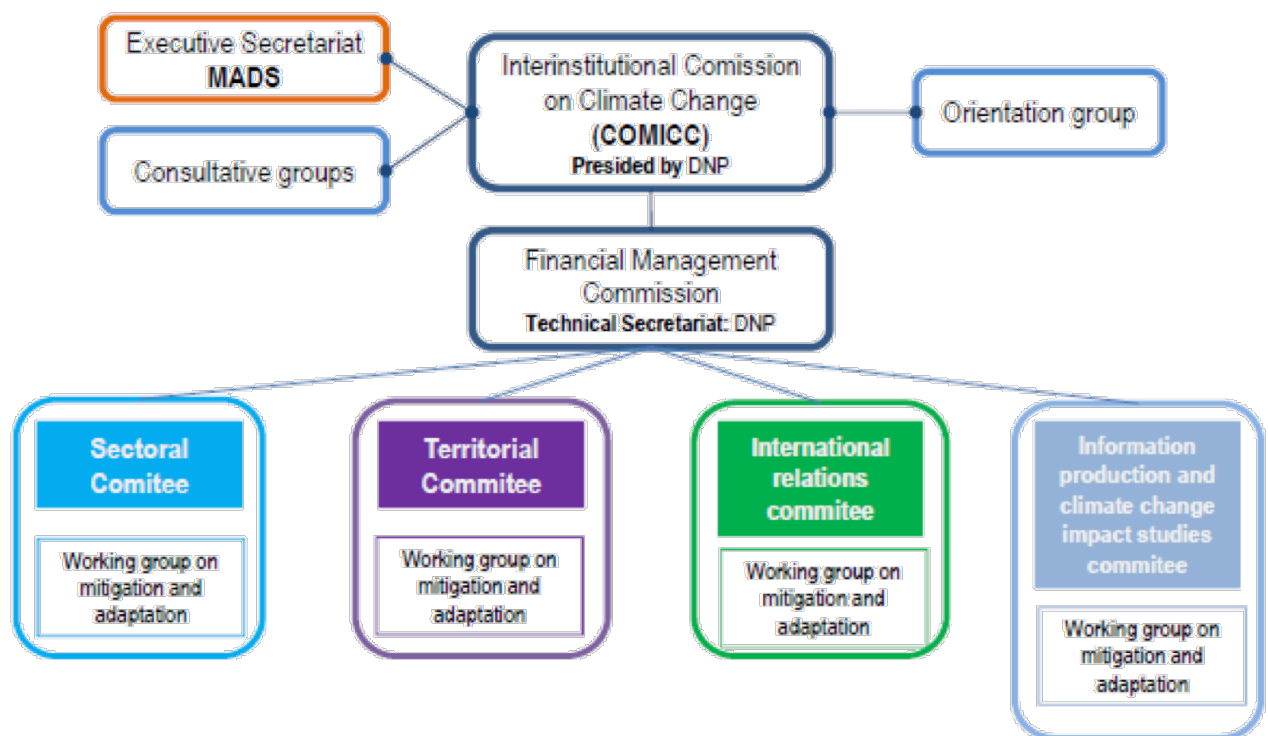 Executive Secretariat
MADS
Consultative groups
Interinstitutional Comission
on Climate Change
(COMICC)
Presided by DNP
Orientation group
Financial Management
Commission
Technical Secretariat: DNP
Sectoral
Comitee
Working group on
mitigation and
adaptation
Territorial
Commitee
Working group on
mitigation and
adaptation
International
relations
commitee
Working group on
mitigation and
adaptation
Information
production and
climate change
impact studies
commitee
Working group on
mitigation and
adaptation